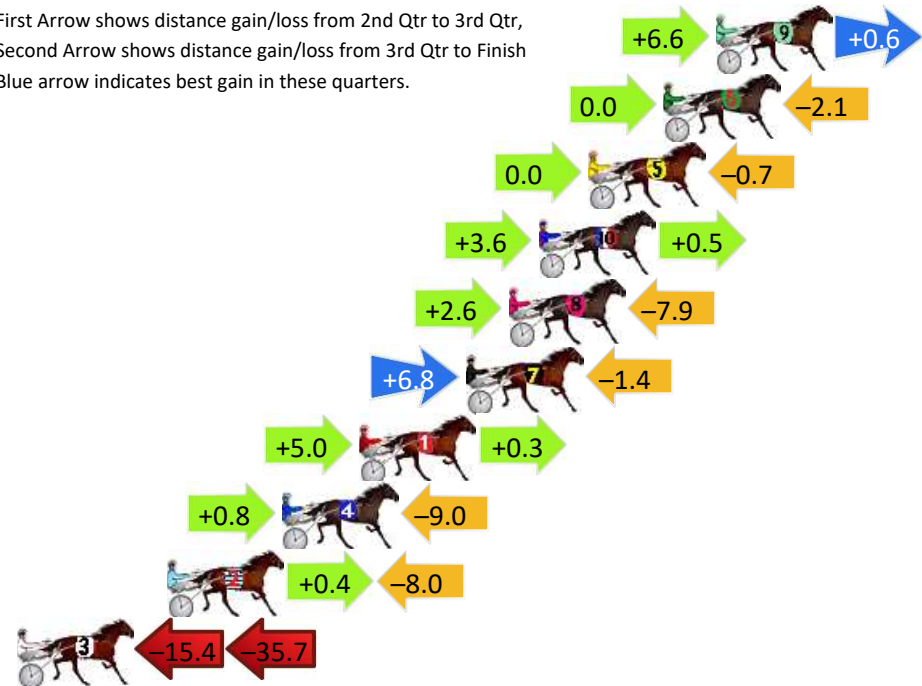 First Arrow shows distance gain/loss from 2nd Qtr to 3rd Qtr,
Second Arrow shows distance gain/loss from 3rd Qtr to Finish
Blue arrow indicates best gain in these quarters.
+6.6 9 +0.6
0.0 6 –2.1
0.0 5 –0.7
+3.6 10 +0.5
+2.6 8 –7.9
+6.8 7 –1.4
+5.0 1 +0.3
+0.8 4 –9.0
2 +0.4 –8.0
3 –15.4 –35.7